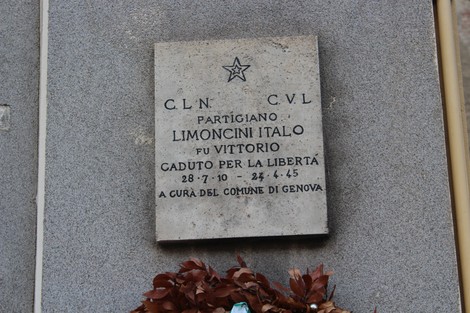 C. L. N. C. V. L
PARTIGIANO
LIMONCINI ITALO
FU VITTORIO
CADUTO PER LA LIBERTÀ
28 · 7 · 10 - 24 · 4 · 45
A CURA DEL COMUNE DI GENOVA